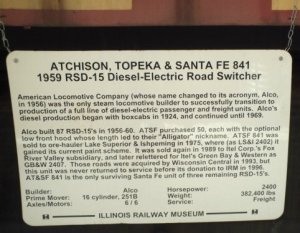 ATCHISON, TOPEKA & SANTA FE 841
1959 RSD-15 Diesel-Electric Road Switcher
American Locomotive Company (whose name changed to its acronym, Alco,
in 1956) was the only steam locomotive builder to successfully transition to
production of a full line of diesel-electric passenger and freight units. Alco's
diesel production began with boxcabs in 1924, and continued until 1969.
Alco built 87 RSD-15's in 1956-60. ATSF purchased 50, each with the optional
low front hood whose length led to their "Alligator" nickname. ATSF 841 was
sold to ore-hauler Lake Superior & Ishpeming in 1975, where (as LS&I 2402) it
gained its current paint scheme. It was sold again in 1989 to Itel Corp.'s Fox
River Valley subsidiary, and later relettered for Itel's Green Bay & Western as
GB&W 2407. Those roads were acquired by Wisconsin Central in 1993, but
this unit was never returned to service before its donation to IRM in 1996.
AT&SF 841 is the only surviving Santa Fe unit of three remaining RSD-15's.
Builder: Alco Horsepower: 2400
Prime Mover: 16 cylinder, 251B Weight: 382,400 lbs
Axles/Motors: 6 / 6 Service: Freight
ILLINOIS RAILWAY MUSEUM